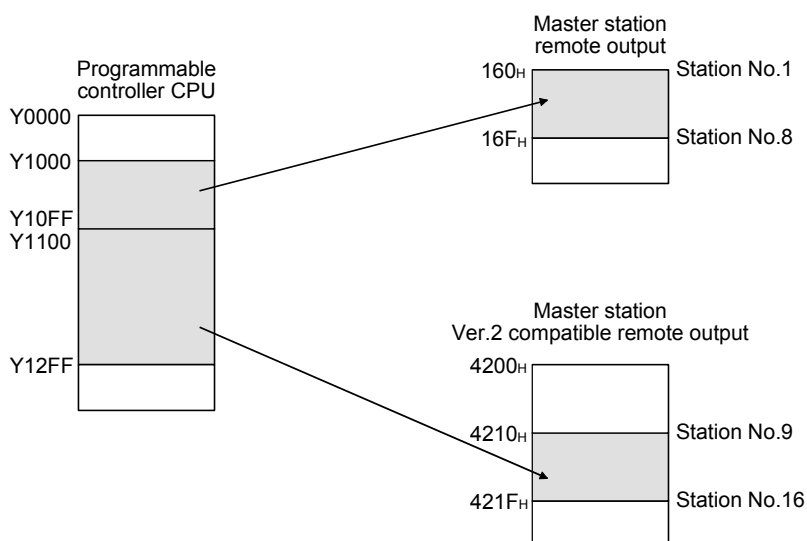 Programmable
controller CPU
Y0000
Y1000
Y10FF
Y1100
Y12FF
Master station
remote output
160H
Station No.1
16FH
Station No.8
Master station
Ver.2 compatible remote output
4200H
4210H
Station No.9
421FH
Station No.16